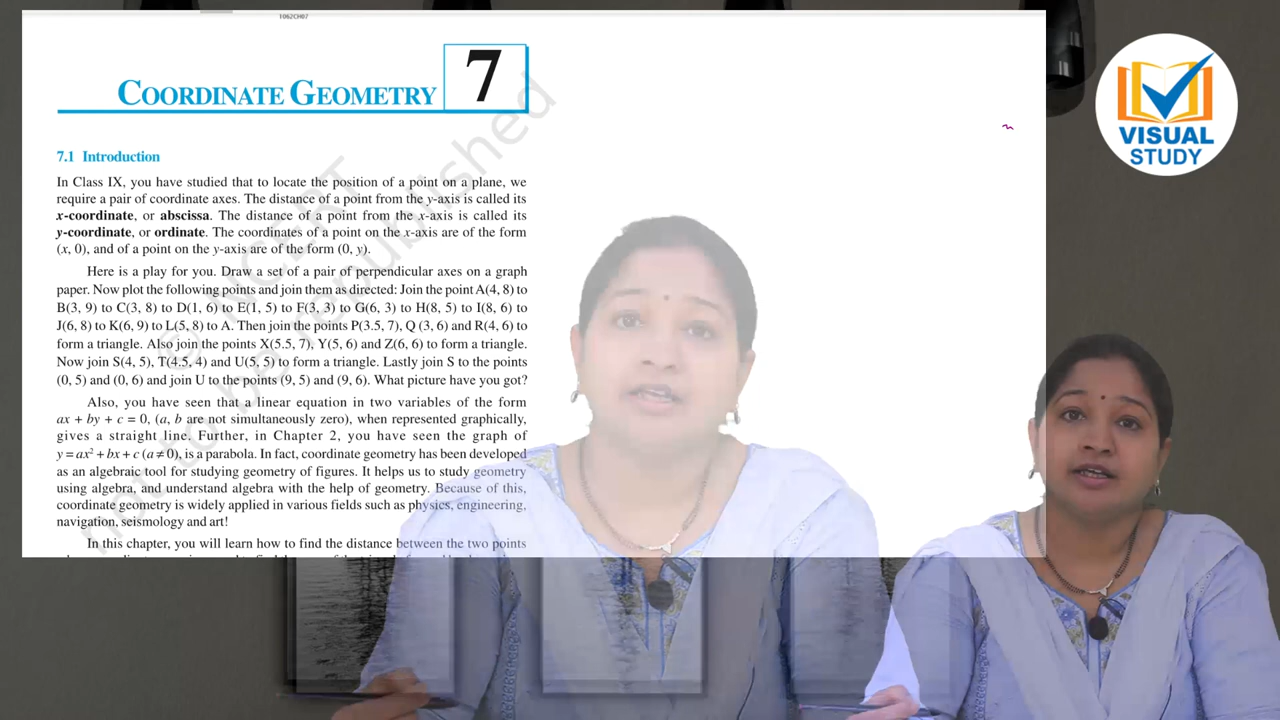 1062CH07
COORDINATE GEOMETRY 7
VISUAL
STUDY
7.1 Introduction
In Class IX, you have studied that to locate the position of a point on a plane, we
require a pair of coordinate axes. The distance of a point from the y-axis is called its
x-coordinate, or abscissa. The distance of a point from the x-axis is called its
y-coordinate, or ordinate. The coordinates of a point on the x-axis are of the form
(x, 0), and of a point on the y-axis are of the form (0, y).
Here is a play for you. Draw a set of a pair of perpendicular axes on a graph
paper. Now plot the following points and join them as directed: Join the point A(4, 8) to
B(3, 9) to C(3, 8) to D(1, 6) to E(1, 5) to F(3, 3) to G(6, 3) to H(8, 5) to I(8, 6) to
J(6, 8) to K(6, 9) to L(5, 8) to A. Then join the points P(3.5, 7), Q (3, 6) and R(4, 6) to
form a triangle. Also join the points X(5.5, 7), Y(5, 6) and Z(6, 6) to form a triangle.
Now join S(4, 5), T(4.5, 4) and U(5, 5) to form a triangle. Lastly join S to the points
(0, 5) and (0, 6) and join U to the points (9, 5) and (9, 6). What picture have you got?
Also, you have seen that a linear equation in two variables of the form
ax + by + c = 0, (a, b are not simultaneously zero), when represented graphically,
gives a straight line. Further, in Chapter 2, you have seen the graph of
y = ax² + bx + c (a ≠ 0), is a parabola. In fact, coordinate geometry has been developed
as an algebraic tool for studying geometry of figures. It helps us to study geometry
using algebra, and understand algebra with the help of geometry. Because of this,
coordinate geometry is widely applied in various fields such as physics, engineering,
navigation, seismology and art!
In this chapter, you will learn how to find the distance between the two points
© NCERT
not to be republished